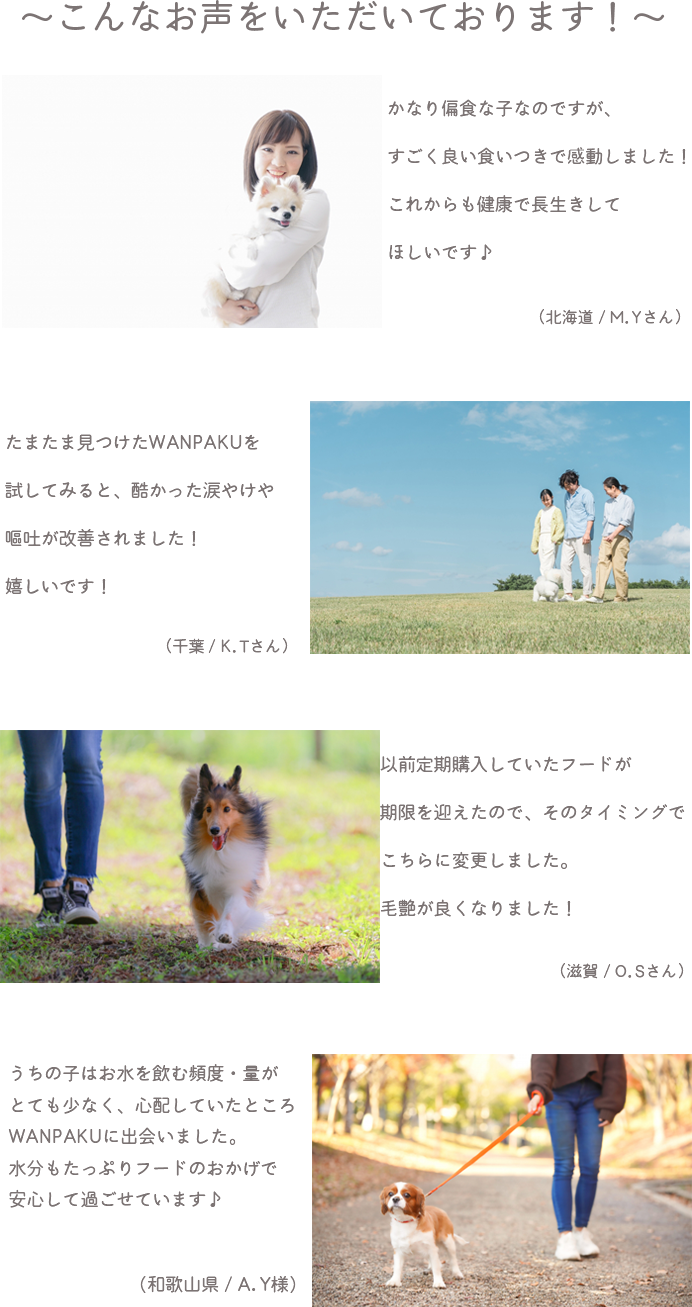 ～こんなお声をいただいております！～
かなり偏食な子なのですが、
すごく良い食いつきで感動しました！
これからも健康で長生きして
ほしいです♪
（北海道 / M.Yさん）
たまたま見つけたWANPAKUを
試してみると、酷かった涙やけや
嘔吐が改善されました！
嬉しいです！
（千葉 / K.Tさん）
以前定期購入していたフードが
期限を迎えたので、そのタイミングで
こちらに変更しました。
毛艶が良くなりました！
（滋賀 / O.Sさん）
うちの子はお水を飲む頻度・量が
とても少なく、心配していたところ
WANPAKUに出会いました。
水分もたっぷりフードのおかげで
安心して過ごせています♪
（和歌山県 / A.Y様）